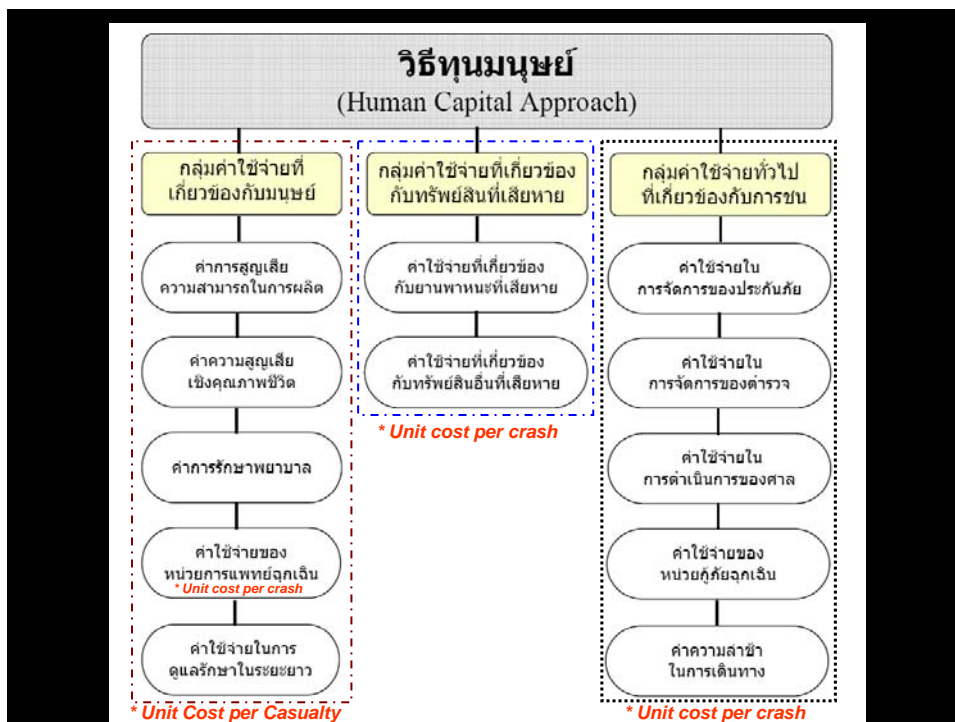 วิธีทุนมนุษย์
(Human Capital Approach)
กลุ่มค่าใช้จ่ายที่
เกี่ยวข้องกับมนุษย์
ค่าการสูญเสีย
ความสามารถในการผลิต
ค่าความสูญเสีย
เชิงคุณภาพชีวิต
ค่าการรักษาพยาบาล
ค่าใช้จ่ายของ
หน่วยการแพทย์ฉุกเฉิน
* Unit cost per crash
ค่าใช้จ่ายในการ
ดูแลรักษาในระยะยาว
* Unit Cost per Casualty
กลุ่มค่าใช้จ่ายที่เกี่ยวข้อง
กับทรัพย์สินที่เสียหาย
ค่าใช้จ่ายที่เกี่ยวข้อง
กับยานพาหนะที่เสียหาย
ค่าใช้จ่ายที่เกี่ยวข้อง
กับทรัพย์สินอื่นที่เสียหาย
* Unit cost per crash
กลุ่มค่าใช้จ่ายทั่วไป
ที่เกี่ยวข้องกับการชน
ค่าใช้จ่ายใน
การจัดการของประกันภัย
ค่าใช้จ่ายใน
การจัดการของตำรวจ
ค่าใช้จ่ายใน
การดำเนินการของศาล
ค่าใช้จ่ายของ
หน่วยกู้ภัยฉุกเฉิน
ค่าความล่าช้า
ในการเดินทาง
* Unit cost per crash